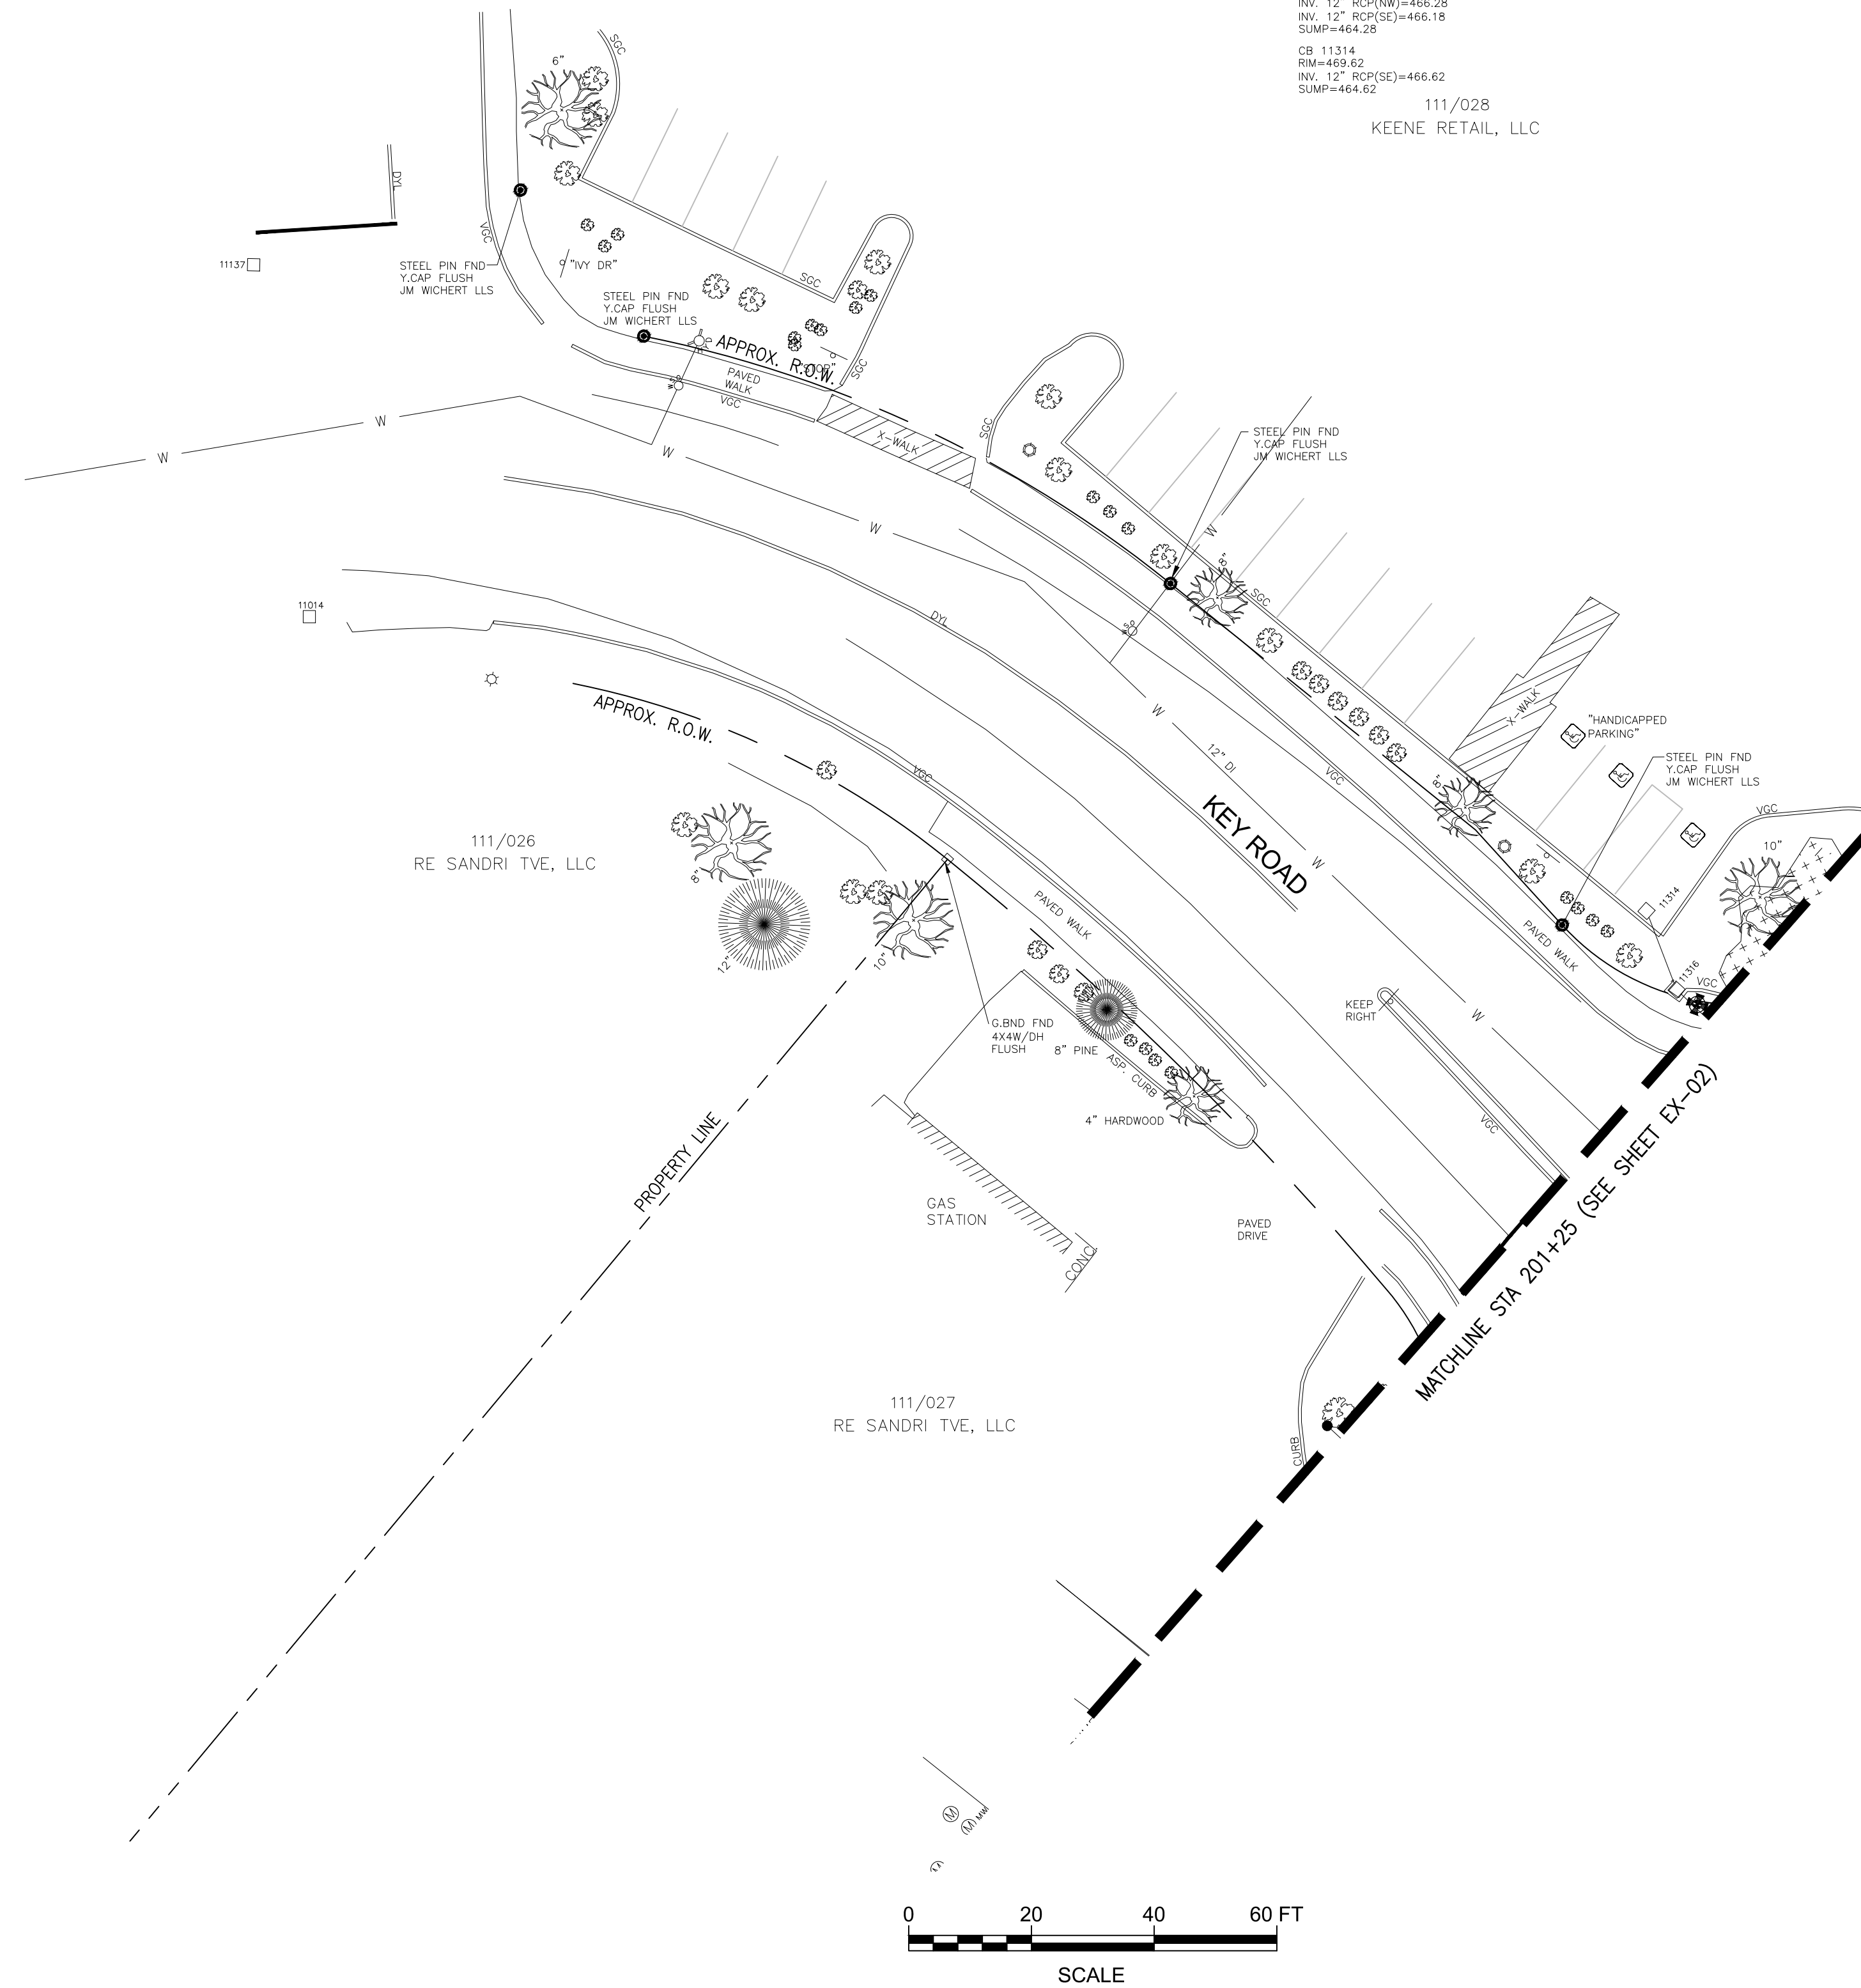 INV. 12" RCP(NW)=466.28
INV. 12" RCP(SE)=466.18
SUMP=464.28
CB 11314
RIM=469.62
INV. 12" RCP(SE)=466.62
SUMP=464.62
111/028
KEENE RETAIL, LLC
SGC
6"
DYL
VGC
11137
STEEL PIN FND
Y.CAP FLUSH
JM WICHERT LLS
"IVY DR"
SGC
STEEL PIN FND
Y.CAP FLUSH
JM WICHERT LLS
APPROX. R.O.W.
"STOP"
SGC
PAVED
WALK
VGC
W
W
W
W
X-WALK
SGC
STEEL PIN FND
Y.CAP FLUSH
JM WICHERT LLS
W
8"
SGC
11014
DYL
WSO
WSO
APPROX. R.O.W.
W
12" DI
VGC
X-WALK
"HANDICAPPED
PARKING"
STEEL PIN FND
Y.CAP FLUSH
JM WICHERT LLS
8"
VGC
10"
VGC
KEY ROAD
W
111/026
RE SANDRI TVE, LLC
8"
12"
10"
PAVED WALK
11314
PAVED WALK
11316
VGC
KEEP
RIGHT
W
G.BND FND
4X4W/DH
FLUSH
8" PINE
ASP. CURB
4" HARDWOOD
VGC
PROPERTY LINE
GAS
STATION
CONC
PAVED
DRIVE
MATCHLINE STA 201+25 (SEE SHEET EX-02)
111/027
RE SANDRI TVE, LLC
CURB
M
M MW
0 20 40 60 FT
SCALE